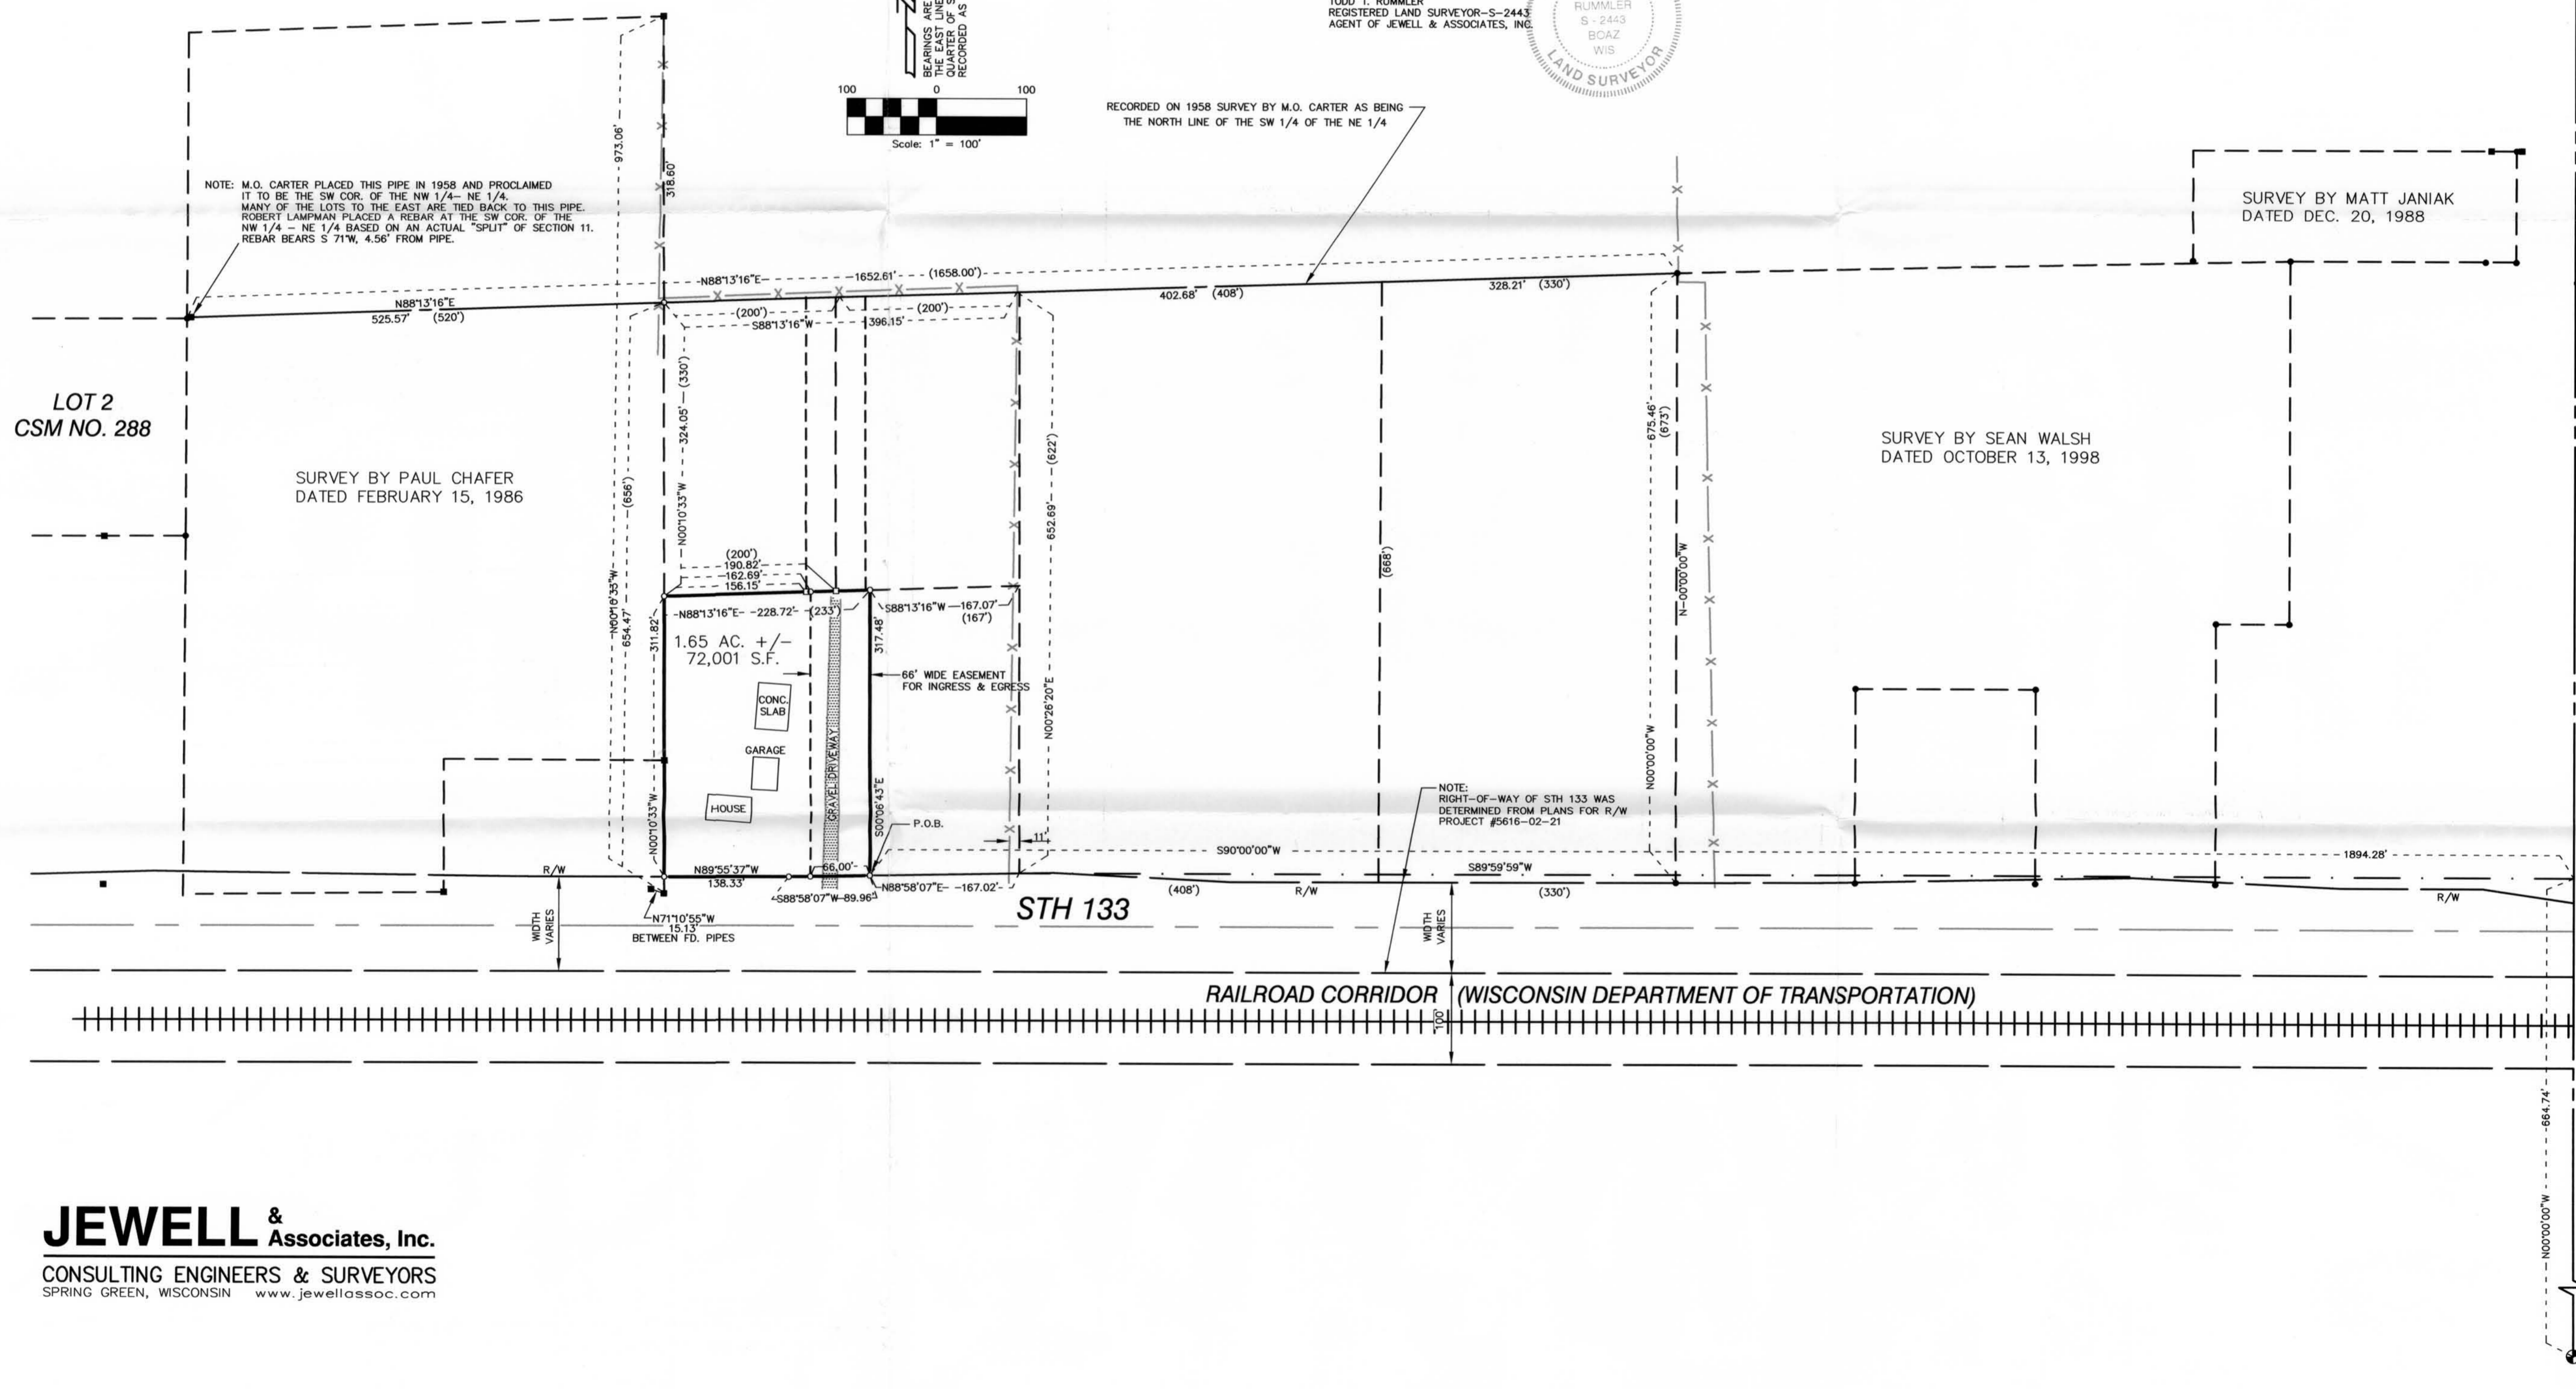 TODD T. RUMMLER
REGISTERED LAND SURVEYOR-S-2443
AGENT OF JEWELL & ASSOCIATES, INC.
RUMMLER
S - 2443
BOAZ
WIS
LAND SURVEYOR
BEARINGS ARE
THE EAST LINE
QUARTER OF S
RECORDED AS
100 0 100
Scale: 1" = 100'
RECORDED ON 1958 SURVEY BY M.O. CARTER AS BEING
THE NORTH LINE OF THE SW 1/4 OF THE NE 1/4
NOTE: M.O. CARTER PLACED THIS PIPE IN 1958 AND PROCLAIMED
IT TO BE THE SW COR. OF THE NW 1/4- NE 1/4.
MANY OF THE LOTS TO THE EAST ARE TIED BACK TO THIS PIPE.
ROBERT LAMPMAN PLACED A REBAR AT THE SW COR. OF THE
NW 1/4 - NE 1/4 BASED ON AN ACTUAL "SPLIT" OF SECTION 11.
REBAR BEARS S 71°W, 4.56' FROM PIPE.
973.06'
318.60'
SURVEY BY MATT JANIAK
DATED DEC. 20, 1988
N88°13'16"E 1652.61' (1658.00')
N88°13'16"E
525.57' (520')
(200') (200')
S88°13'16"W 396.15'
402.68' (408')
328.21' (330')
LOT 2
CSM NO. 288
SURVEY BY PAUL CHAFER
DATED FEBRUARY 15, 1986
SURVEY BY SEAN WALSH
DATED OCTOBER 13, 1998
N00°10'33"W 324.05' (330')
(656')
654.47'
N00°10'33"W
652.69' (622')
N00°26'20"E
(668')
675.46'
(673')
N00°00'00"W
N-00°00'00"W
(200')
190.82'
162.69'
156.15'
N88°13'16"E 228.72' (233')
S88°13'16"W 167.07'
(167')
1.65 AC. +/-
72,001 S.F.
311.82'
N00°10'33"W
317.48'
S00°06'43"E
66' WIDE EASEMENT
FOR INGRESS & EGRESS
CONC.
SLAB
GARAGE
HOUSE
GRAVEL DRIVEWAY
P.O.B.
11'
NOTE:
RIGHT-OF-WAY OF STH 133 WAS
DETERMINED FROM PLANS FOR R/W
PROJECT #5616-02-21
S90°00'00"W 1894.28'
S89°59'59"W
R/W
N89°55'37"W
138.33'
66.00'
S88°58'07"W 89.96'
N88°58'07"E 167.02'
(408')
R/W
(330')
R/W
STH 133
N71°10'55"W
15.13'
BETWEEN FD. PIPES
WIDTH
VARIES
WIDTH
VARIES
RAILROAD CORRIDOR (WISCONSIN DEPARTMENT OF TRANSPORTATION)
100'
664.74'
N00°00'00"W
JEWELL &
Associates, Inc.
CONSULTING ENGINEERS & SURVEYORS
SPRING GREEN, WISCONSIN www.jewellassoc.com